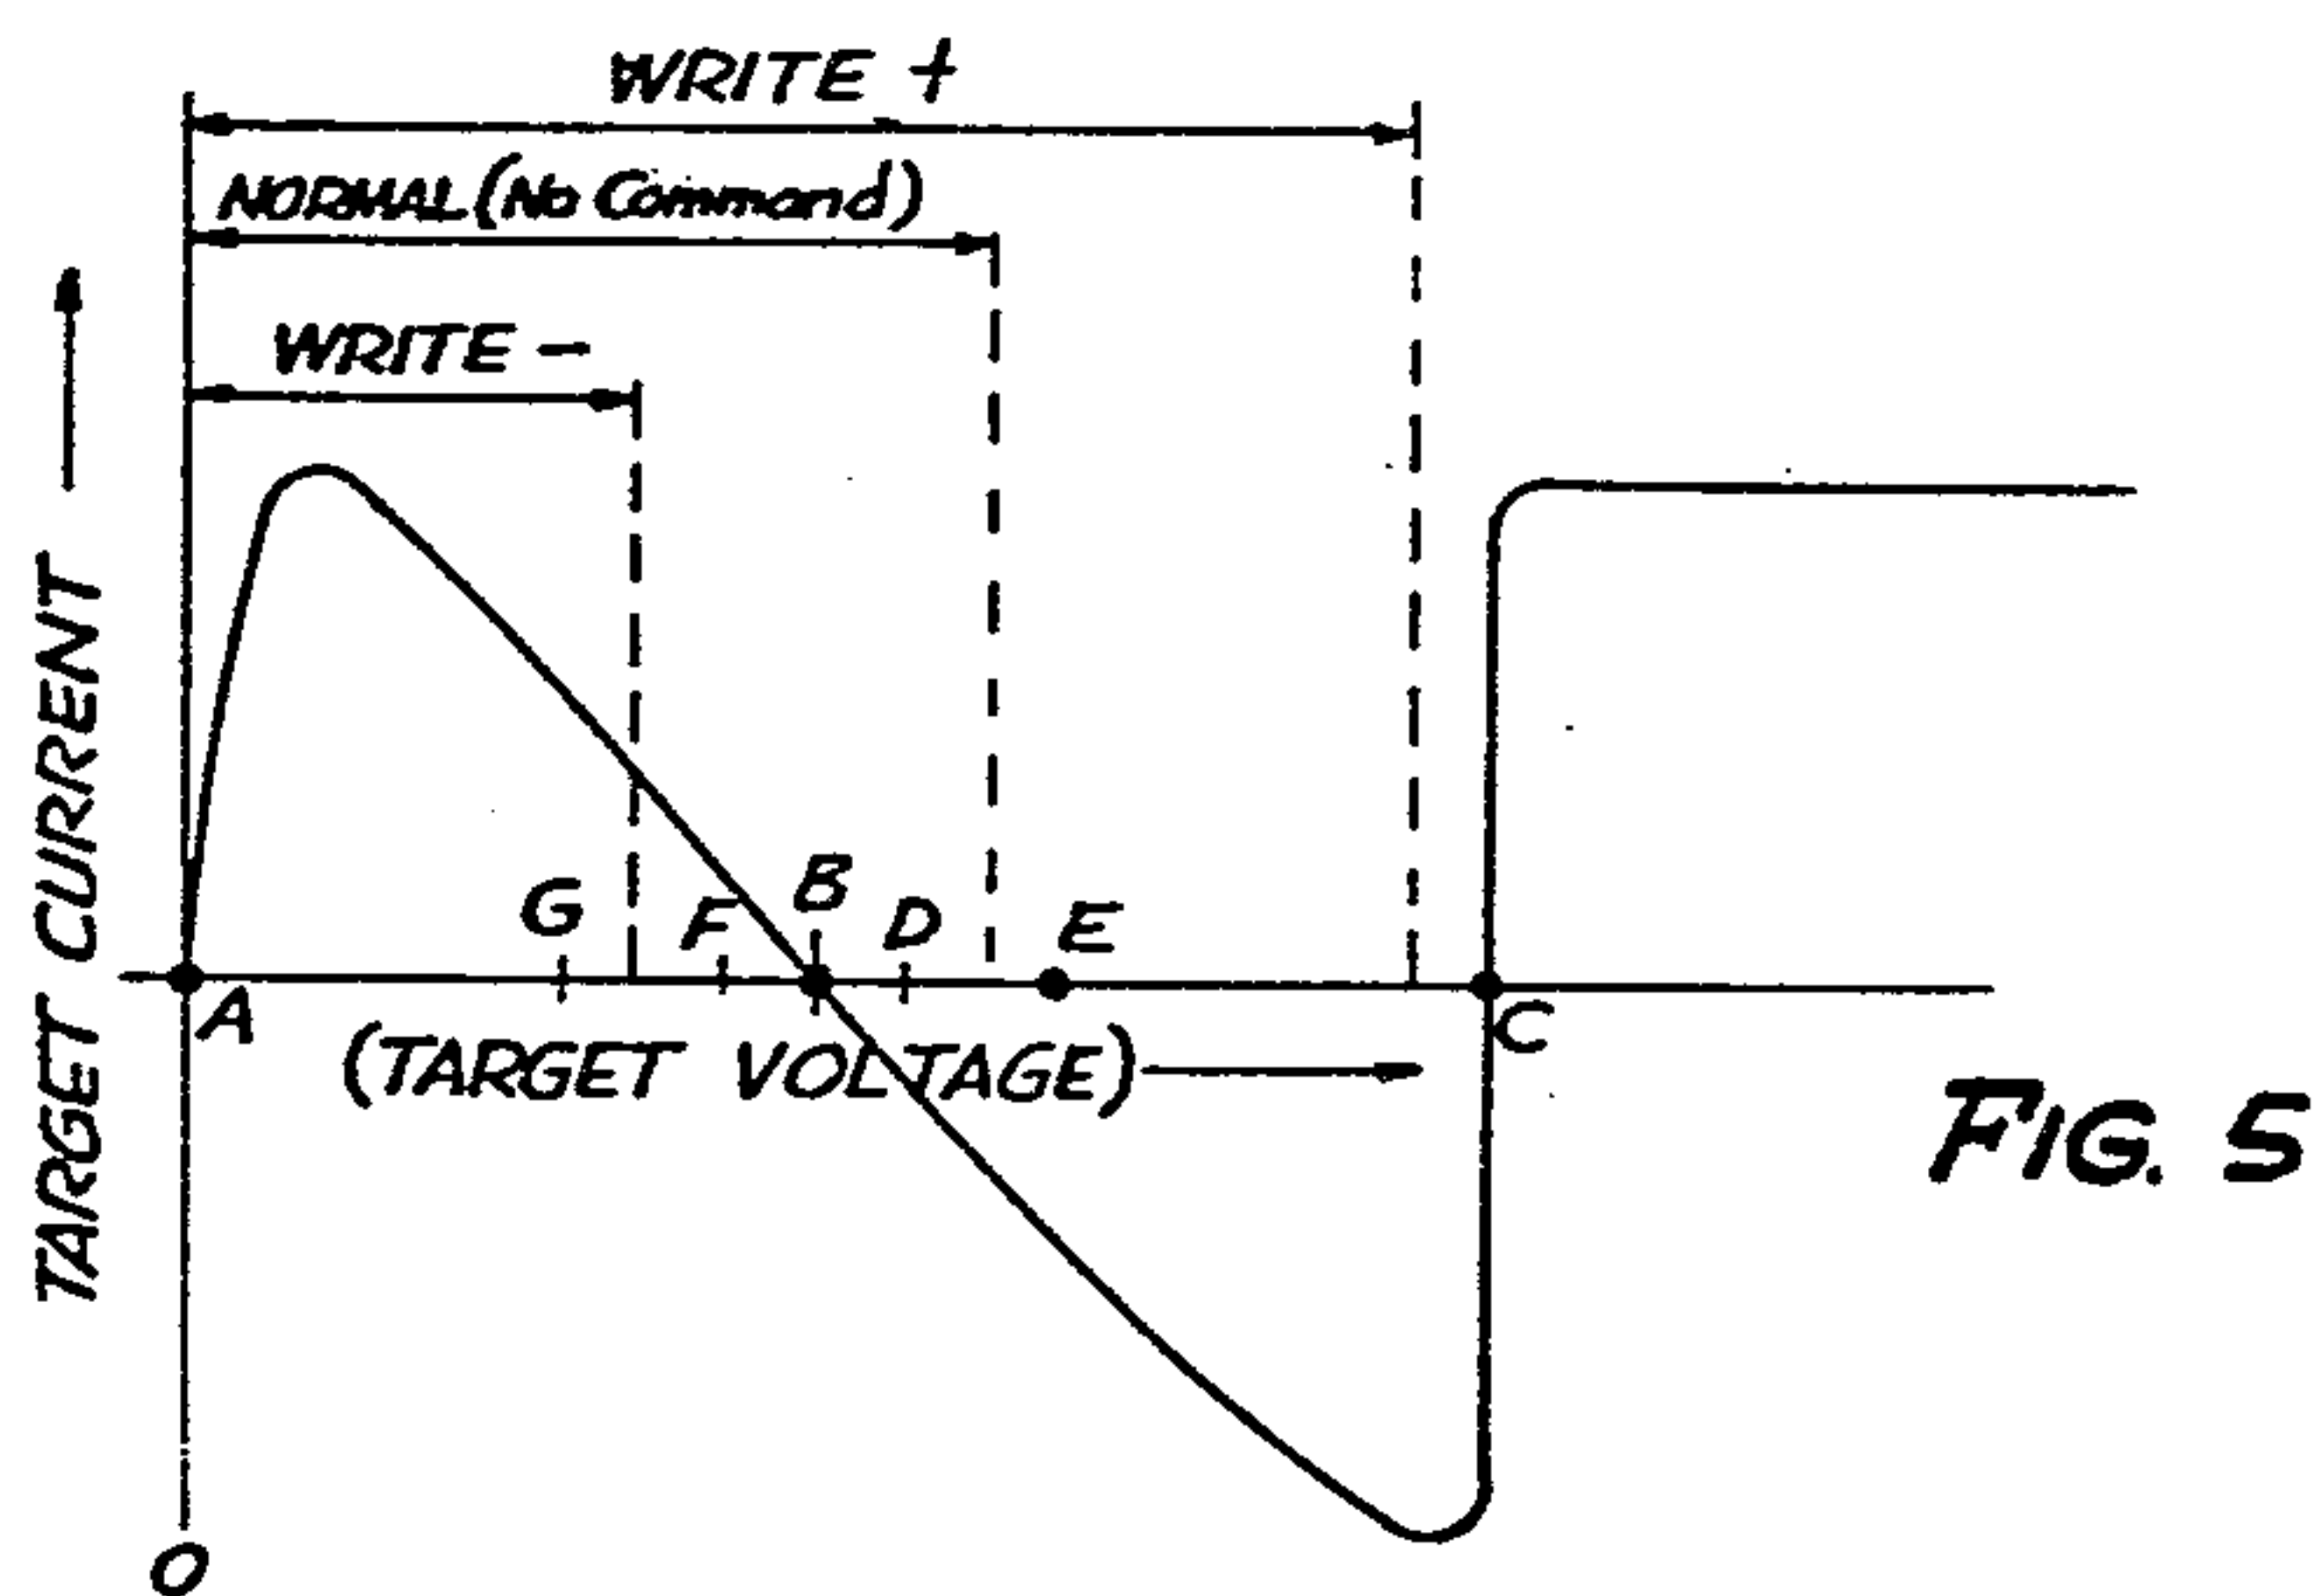 WRITE +
NORMAL (No Command)
WRITE -
TARGET CURRENT
G
F
B
D
E
A
C
(TARGET VOLTAGE)
FIG. 5
O